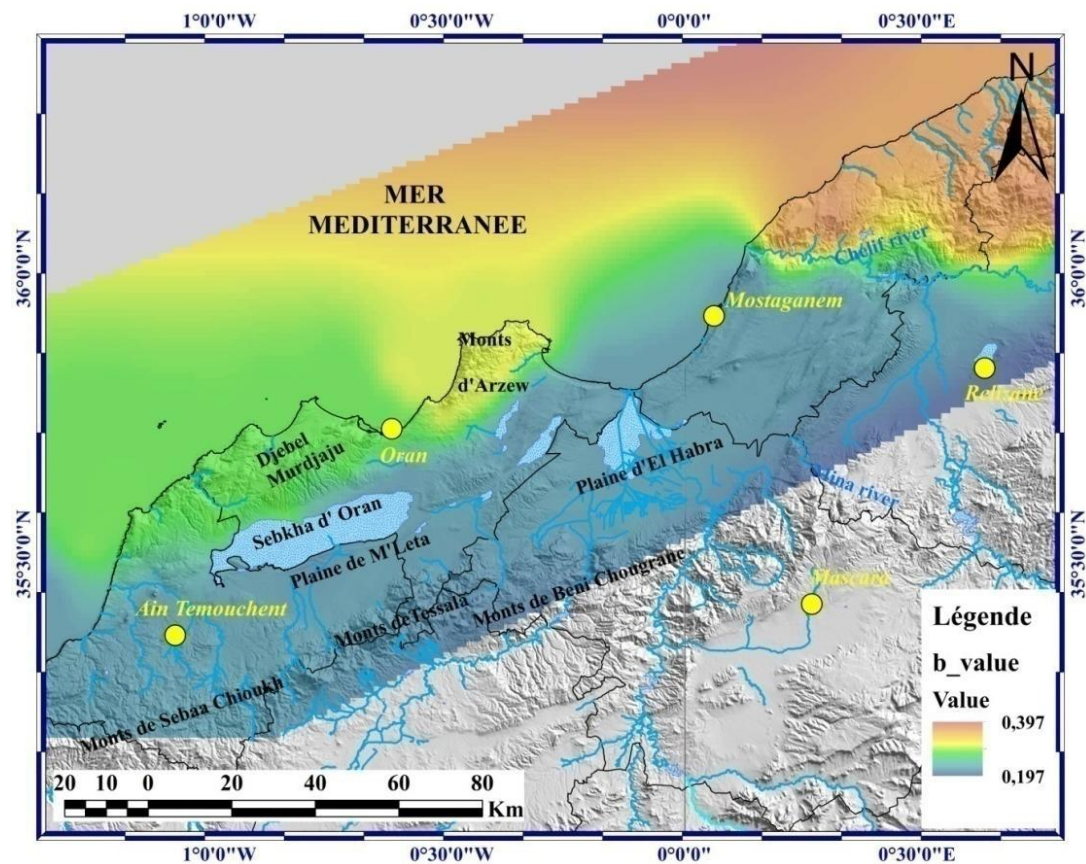 1°0'0"W 0°30'0"W 0°0'0" 0°30'0"E
N
MER
MEDITERRANEE
36°0'0"N
36°0'0"N
Chelif river
Mostaganem
Monts
d'Arzew
Relizane
Oran
Djebel
Murdjaju
Plaine d'El Habra
Mina river
Sebkha d' Oran
35°30'0"N
35°30'0"N
Plaine de M'Leta
Monts de Beni Chougrane
Mascara
Ain Temouchent
Monts de Tessala
Monts de Sebaa Chioukh
Légende
b_value
Value
0,397
0,197
20 10 0 20 40 60 80
Km
1°0'0"W 0°30'0"W 0°0'0" 0°30'0"E